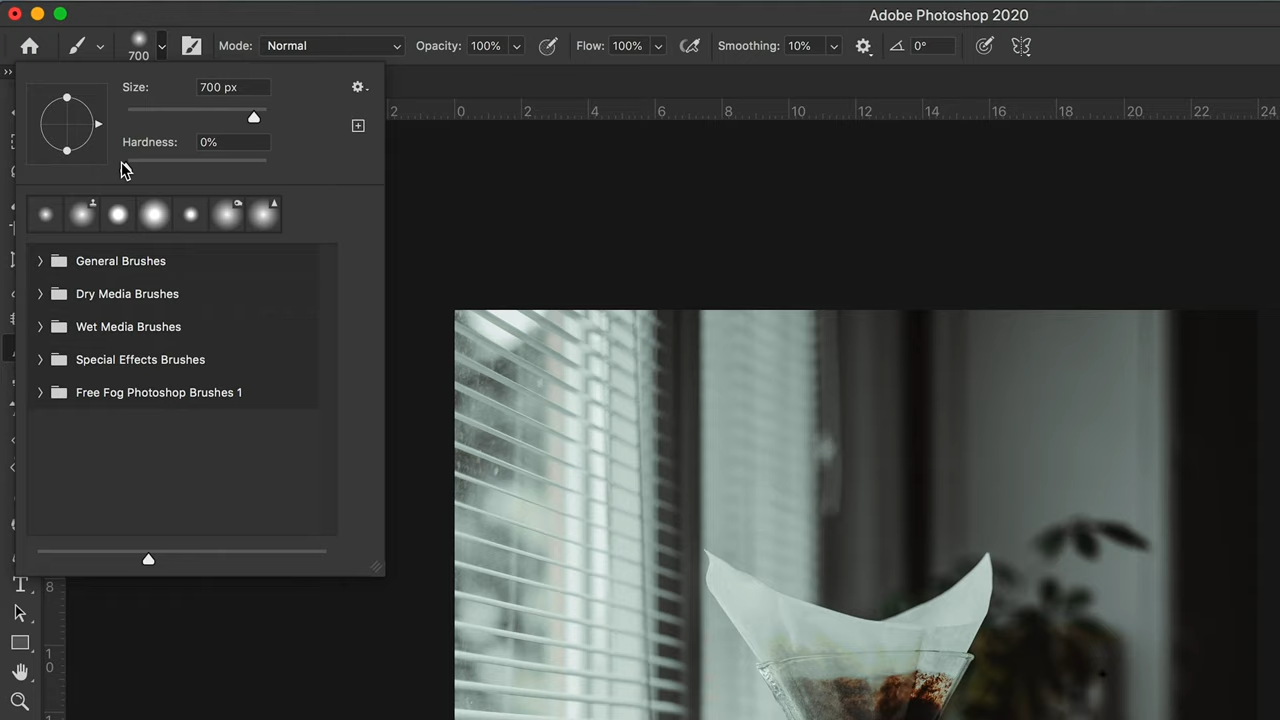 Adobe Photoshop 2020
700 Mode: Normal Opacity: 100% Flow: 100% Smoothing: 10% 0°
Size: 700 px
2 0 2 4 6 8 10 12 14 16 18 20 22 24
Hardness: 0%
General Brushes
Dry Media Brushes
Wet Media Brushes
Special Effects Brushes
Free Fog Photoshop Brushes 1
T 8
1
0